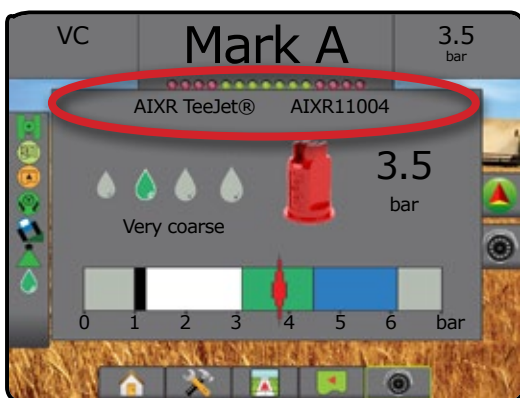 VC Mark A 3.5
bar
AIXR TeeJet® AIXR11004
3.5
bar
Very coarse
0 1 2 3 4 5 6 bar